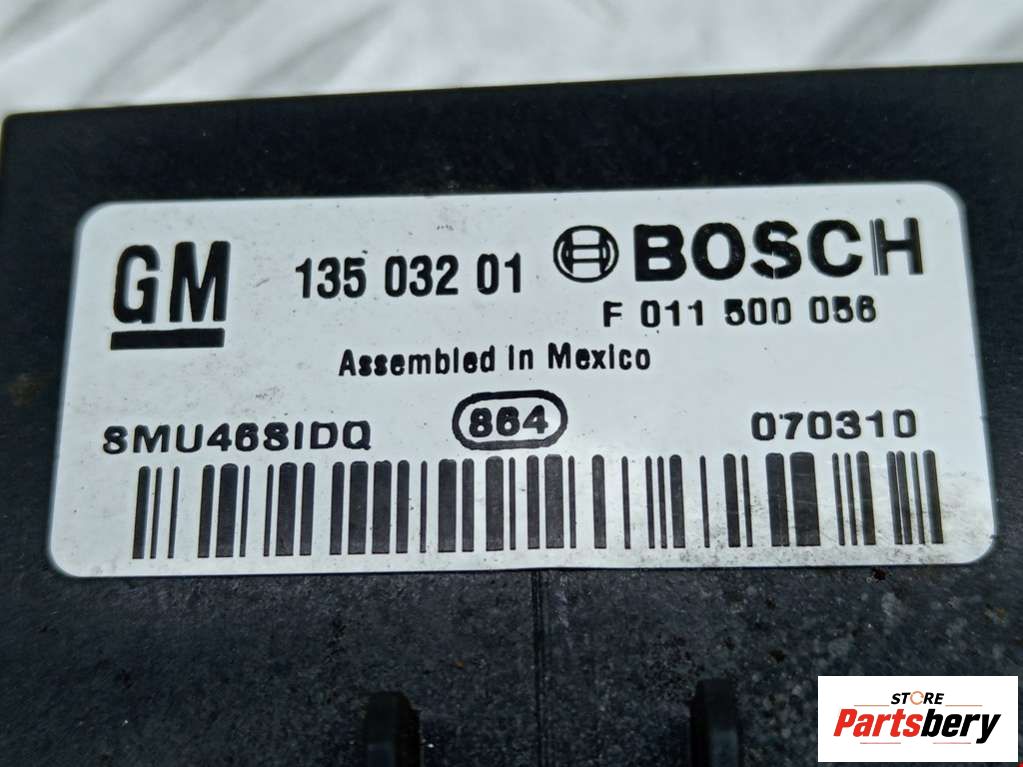 GM 135 032 01 BOSCH
F 011 500 056
Assembled in Mexico
8MU468IDQ 864 070310
STORE
Partsbery